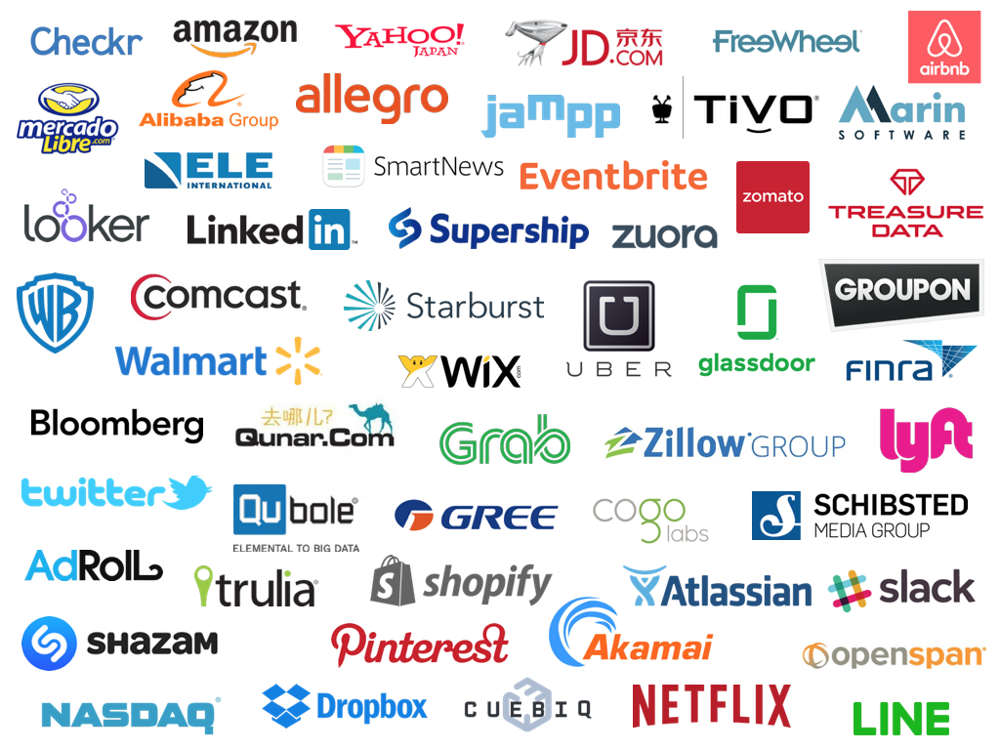 Checkr
amazon
YAHOO!
JAPAN
JD.COM 京东
FreeWheel
airbnb
mercado
Libre.com
Alibaba Group
allegro
jampp
TiVo®
Marin
SOFTWARE
ELE
INTERNATIONAL
SmartNews
Eventbrite
zomato
TREASURE
DATA
looker
Linked in™
Supership
zuora
WB
Comcast®
Starburst
UBER
glassdoor
GROUPON
Walmart
WiX.com
finra
Bloomberg
去哪儿?
Qunar.Com
Grab
Zillow® GROUP
lyft
twitter
Qubole®
ELEMENTAL TO BIG DATA
GREE
cogo
labs
S SCHIBSTED
MEDIA GROUP
AdRoll
trulia®
S shopify
Atlassian
slack
SHAZAM
Pinterest
Akamai
openspan®
NASDAQ®
Dropbox
CUEBIQ
NETFLIX
LINE